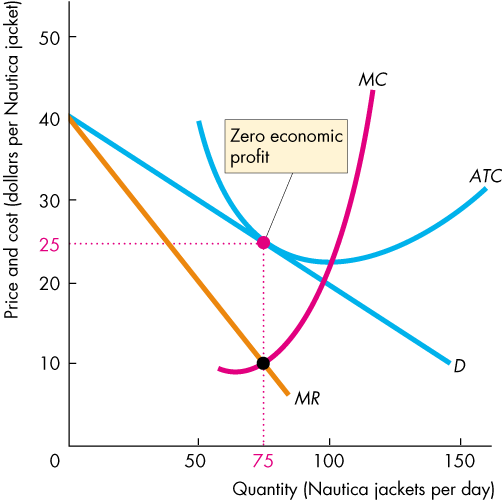 Price and cost (dollars per Nautica jacket)
50
40
30
25
20
10
0
MC
Zero economic
profit
ATC
D
MR
50
75
100
150
Quantity (Nautica jackets per day)